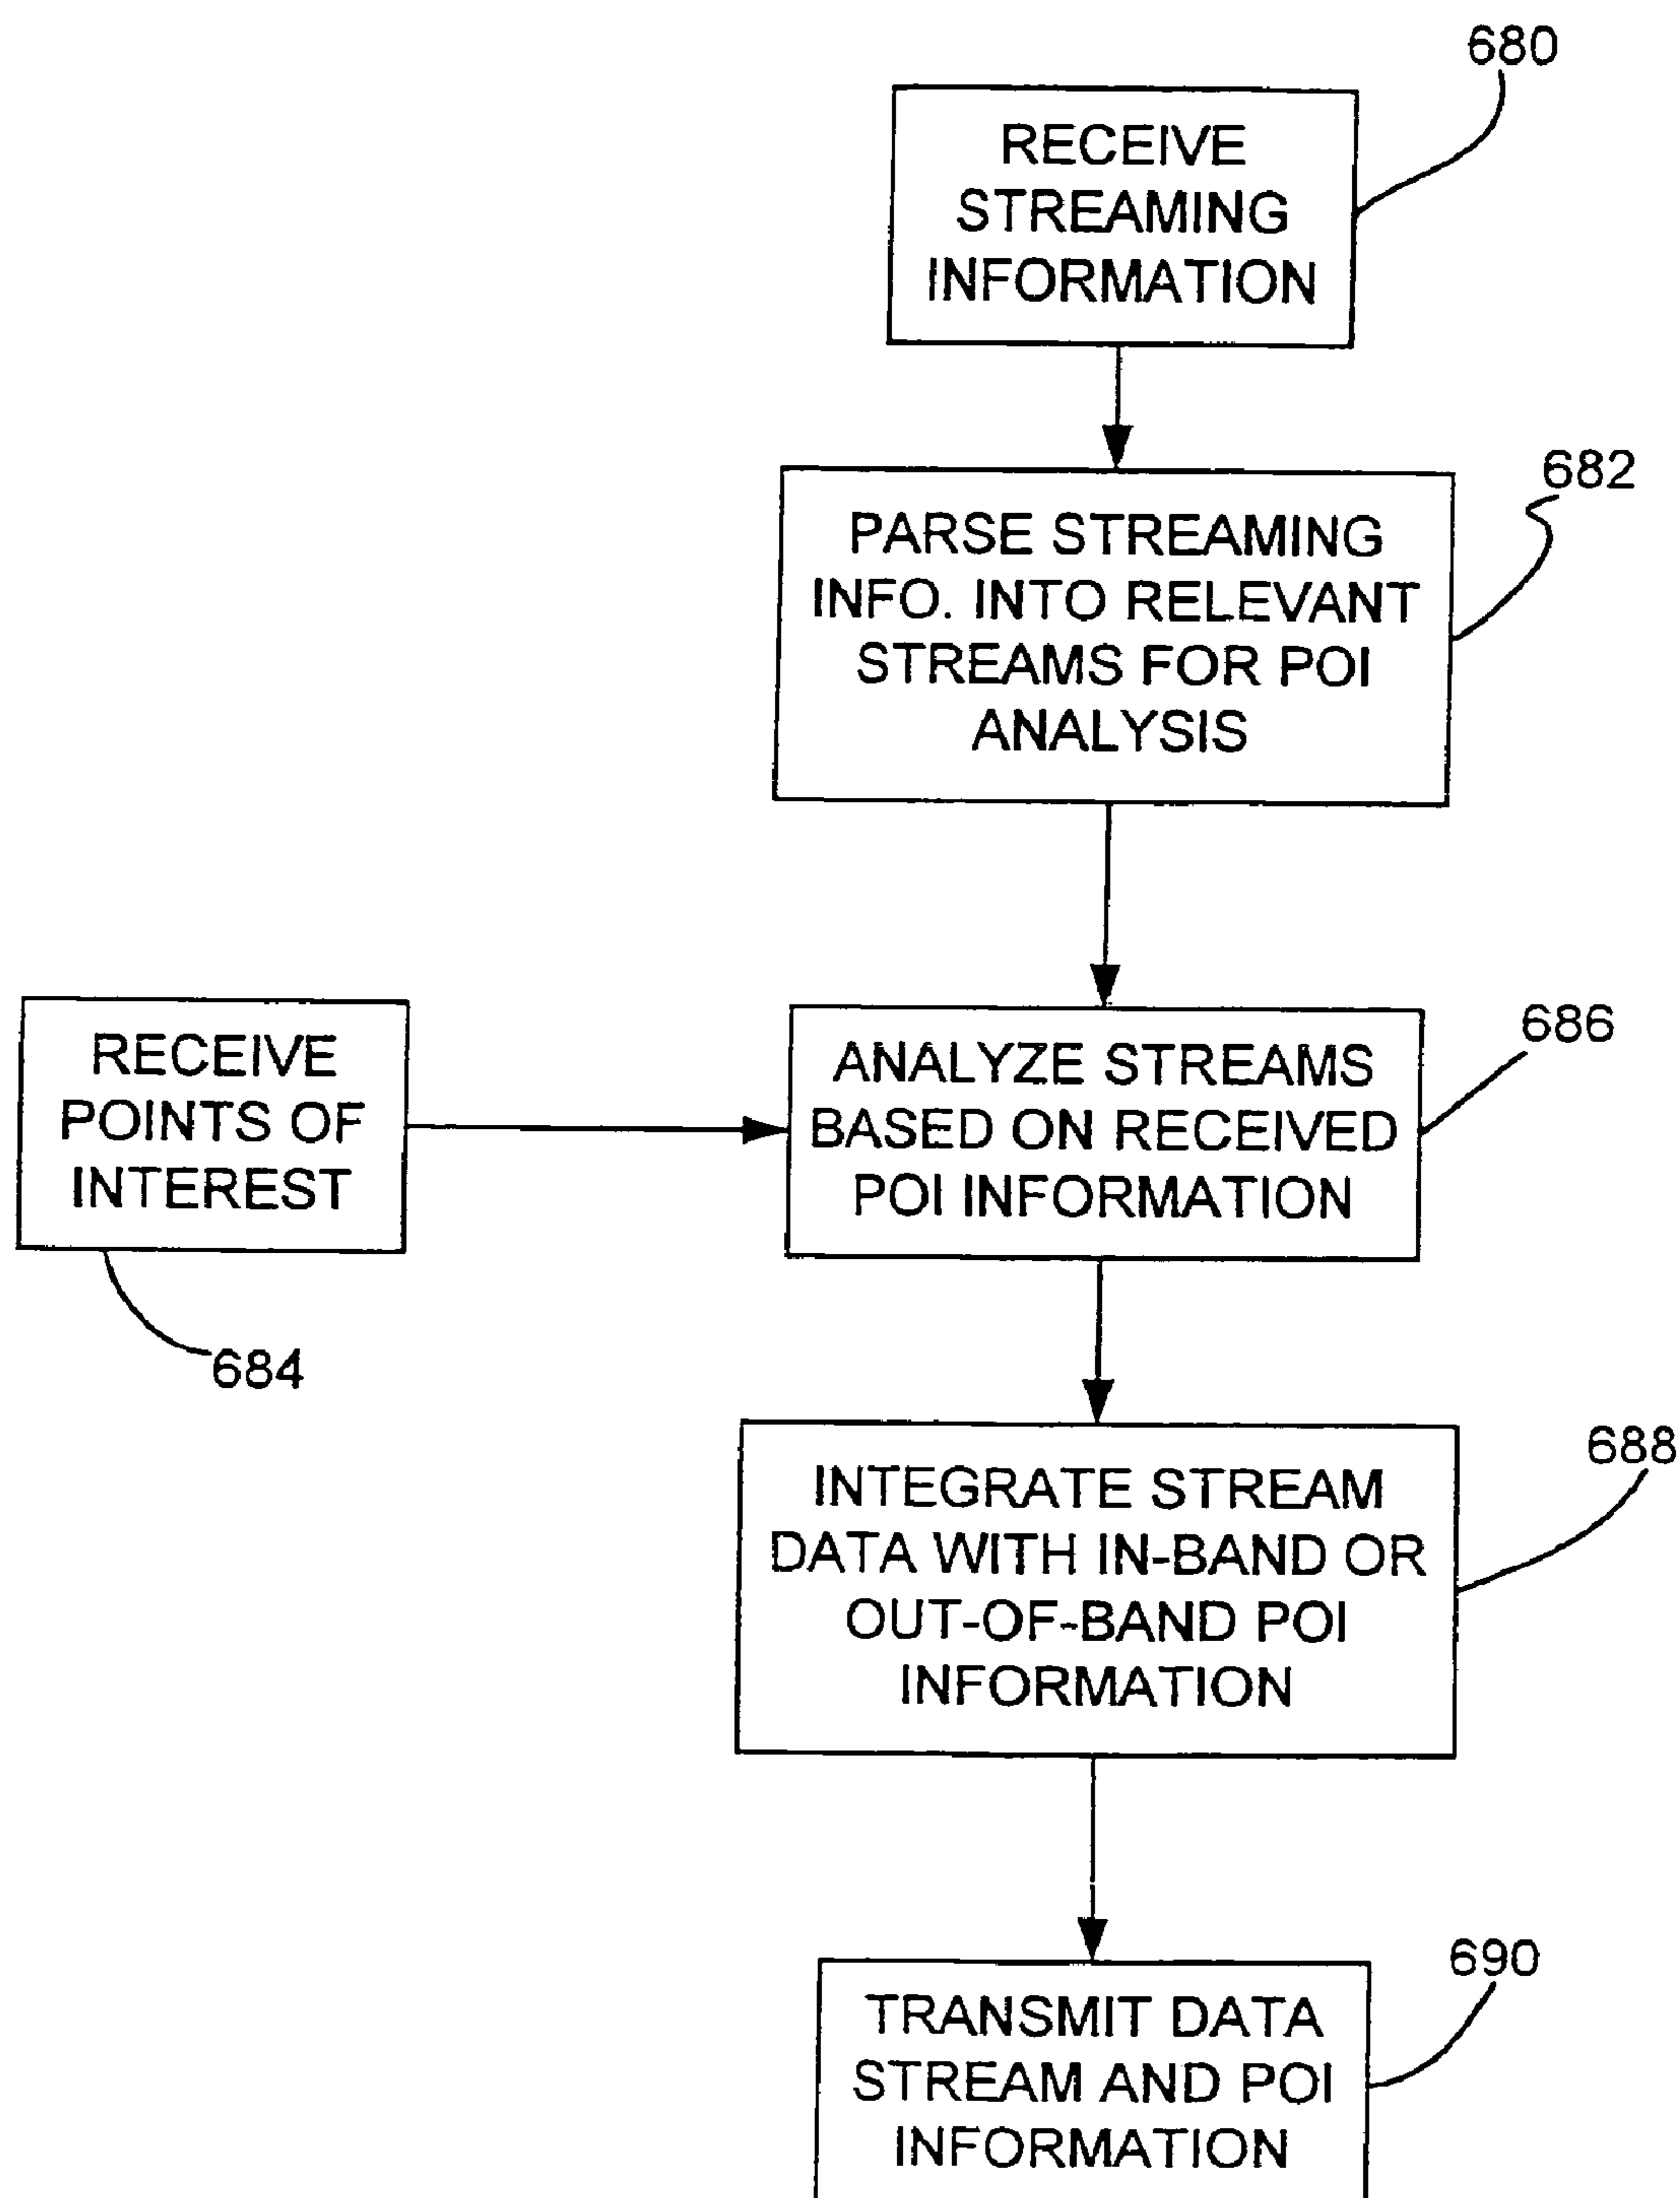 680
RECEIVE
STREAMING
INFORMATION
682
PARSE STREAMING
INFO. INTO RELEVANT
STREAMS FOR POI
ANALYSIS
RECEIVE
POINTS OF
INTEREST
684
686
ANALYZE STREAMS
BASED ON RECEIVED
POI INFORMATION
688
INTEGRATE STREAM
DATA WITH IN-BAND OR
OUT-OF-BAND POI
INFORMATION
690
TRANSMIT DATA
STREAM AND POI
INFORMATION